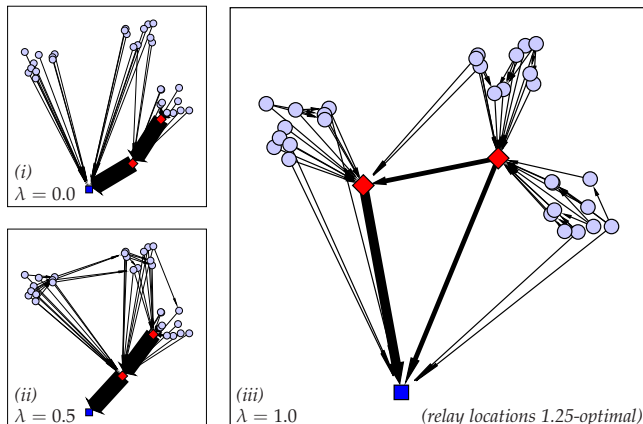 (i)
λ = 0.0
(ii)
λ = 0.5
(iii)
λ = 1.0
(relay locations 1.25-optimal)